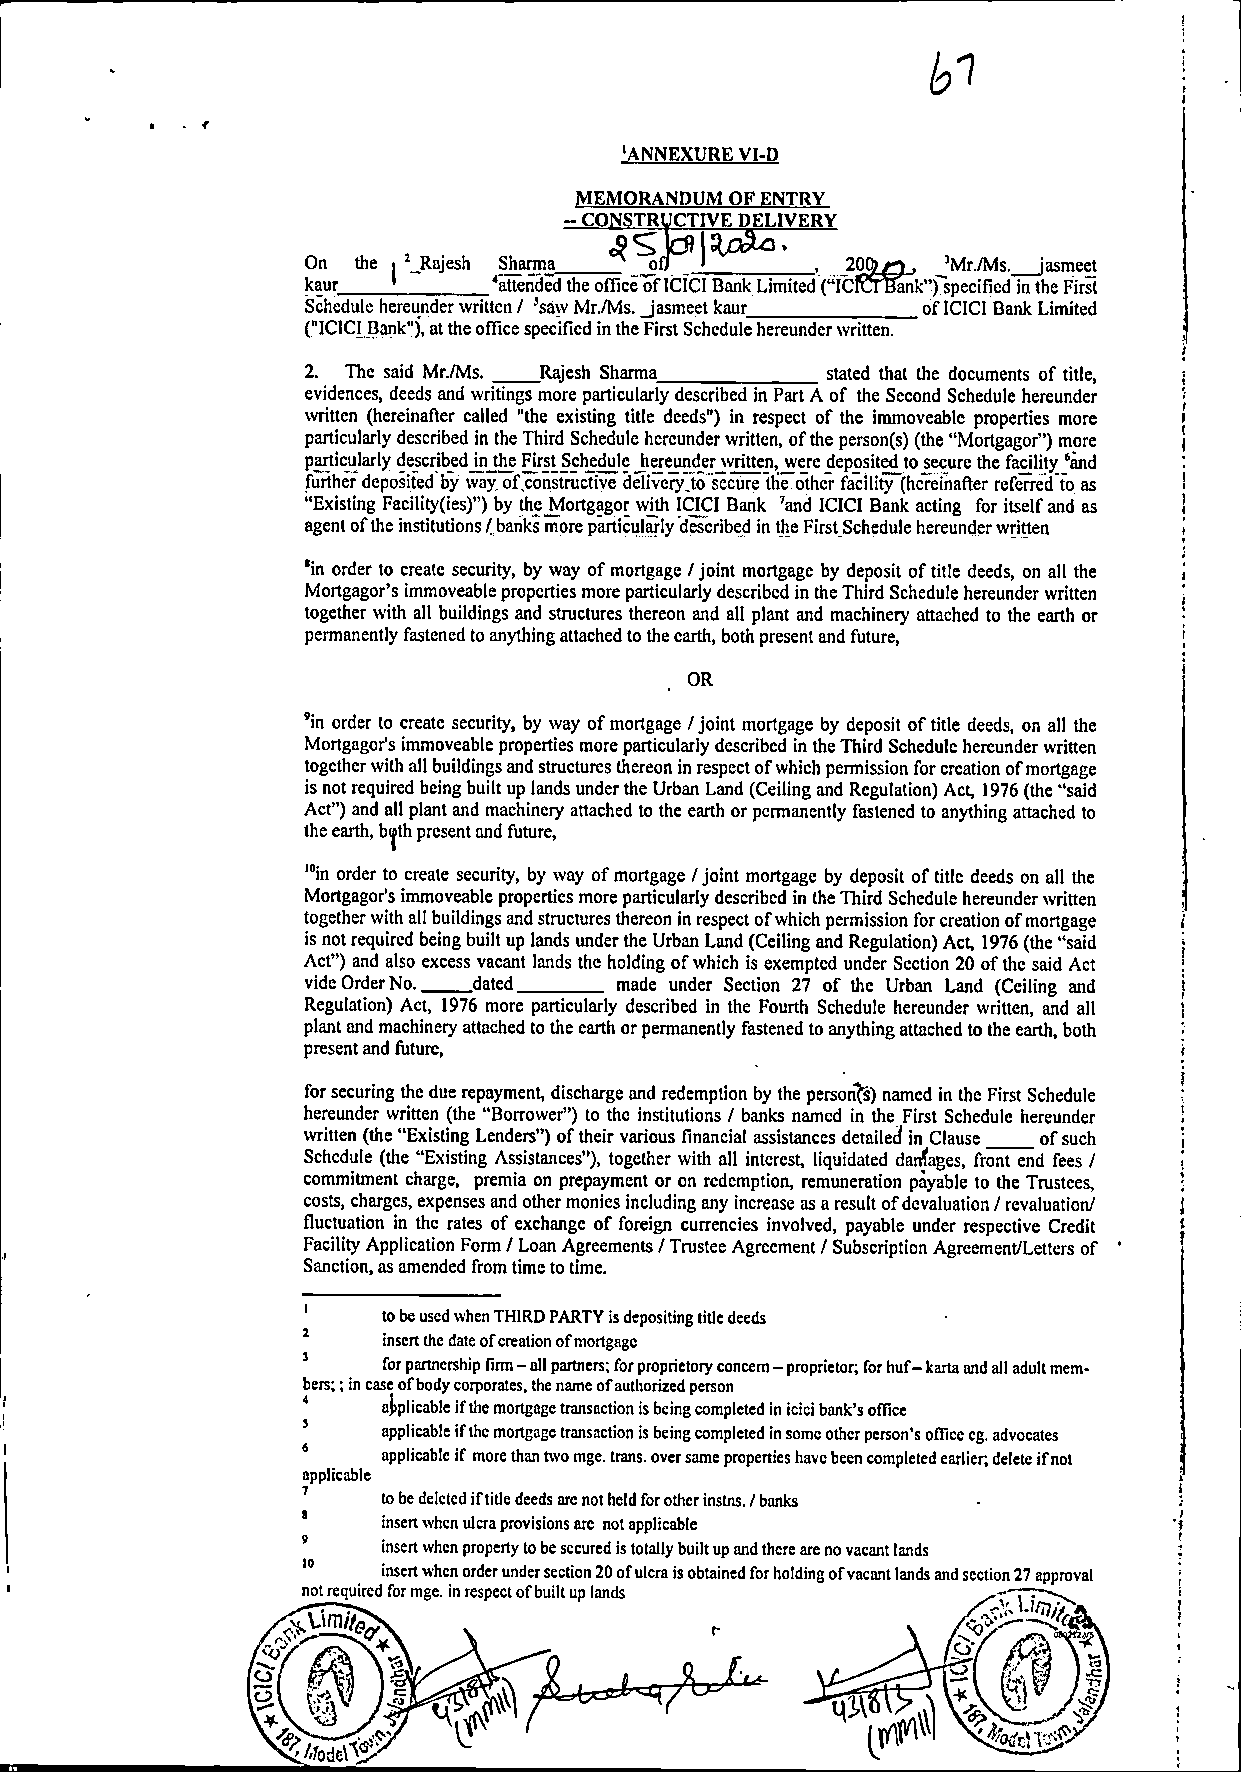 67
¹ANNEXURE VI-D
MEMORANDUM OF ENTRY
-- CONSTRUCTIVE DELIVERY
25/09/2020.
On the ²_Rajesh Sharma______ of __________, 20020, ³Mr./Ms.___jasmeet
kaur________________ ⁴attended the office of ICICI Bank Limited (“ICICI Bank”) specified in the First
Schedule hereunder written / ⁵saw Mr./Ms. _jasmeet kaur__________________ of ICICI Bank Limited
("ICICI Bank"), at the office specified in the First Schedule hereunder written.
2. The said Mr./Ms. _____Rajesh Sharma________________ stated that the documents of title,
evidences, deeds and writings more particularly described in Part A of the Second Schedule hereunder
written (hereinafter called "the existing title deeds") in respect of the immoveable properties more
particularly described in the Third Schedule hereunder written, of the person(s) (the “Mortgagor”) more
particularly described in the First Schedule hereunder written, were deposited to secure the facility ⁶and
further deposited by way of constructive delivery to secure the other facility (hereinafter referred to as
“Existing Facility(ies)”) by the Mortgagor with ICICI Bank ⁷and ICICI Bank acting for itself and as
agent of the institutions / banks more particularly described in the First Schedule hereunder written
⁸in order to create security, by way of mortgage / joint mortgage by deposit of title deeds, on all the
Mortgagor's immoveable properties more particularly described in the Third Schedule hereunder written
together with all buildings and structures thereon and all plant and machinery attached to the earth or
permanently fastened to anything attached to the earth, both present and future,
OR
⁹in order to create security, by way of mortgage / joint mortgage by deposit of title deeds, on all the
Mortgagor's immoveable properties more particularly described in the Third Schedule hereunder written
together with all buildings and structures thereon in respect of which permission for creation of mortgage
is not required being built up lands under the Urban Land (Ceiling and Regulation) Act, 1976 (the “said
Act”) and all plant and machinery attached to the earth or permanently fastened to anything attached to
the earth, both present and future,
¹⁰in order to create security, by way of mortgage / joint mortgage by deposit of title deeds on all the
Mortgagor's immoveable properties more particularly described in the Third Schedule hereunder written
together with all buildings and structures thereon in respect of which permission for creation of mortgage
is not required being built up lands under the Urban Land (Ceiling and Regulation) Act, 1976 (the “said
Act”) and also excess vacant lands the holding of which is exempted under Section 20 of the said Act
vide Order No. _____dated_________ made under Section 27 of the Urban Land (Ceiling and
Regulation) Act, 1976 more particularly described in the Fourth Schedule hereunder written, and all
plant and machinery attached to the earth or permanently fastened to anything attached to the earth, both
present and future,
for securing the due repayment, discharge and redemption by the person(s) named in the First Schedule
hereunder written (the “Borrower”) to the institutions / banks named in the First Schedule hereunder
written (the “Existing Lenders”) of their various financial assistances detailed in Clause _____ of such
Schedule (the “Existing Assistances”), together with all interest, liquidated damages, front end fees /
commitment charge, premia on prepayment or on redemption, remuneration payable to the Trustees,
costs, charges, expenses and other monies including any increase as a result of devaluation / revaluation/
fluctuation in the rates of exchange of foreign currencies involved, payable under respective Credit
Facility Application Form / Loan Agreements / Trustee Agreement / Subscription Agreement/Letters of
Sanction, as amended from time to time.
1 to be used when THIRD PARTY is depositing title deeds
2 insert the date of creation of mortgage
3 for partnership firm – all partners; for proprietory concern – proprietor; for huf – karta and all adult mem-
bers; ; in case of body corporates, the name of authorized person
4 applicable if the mortgage transaction is being completed in icici bank's office
5 applicable if the mortgage transaction is being completed in some other person's office eg. advocates
6 applicable if more than two mge. trans. over same properties have been completed earlier; delete if not
applicable
7 to be deleted if title deeds are not held for other instns. / banks
8 insert when ulcra provisions are not applicable
9 insert when property to be secured is totally built up and there are no vacant lands
10 insert when order under section 20 of ulcra is obtained for holding of vacant lands and section 27 approval
not required for mge. in respect of built up lands
ICICI Bank Limited ★ 187, Model Town, Jalandhar ★
431815
(MMII)
431815
(MMII)
ICICI Bank Limited ★ 187, Model Town, Jalandhar ★